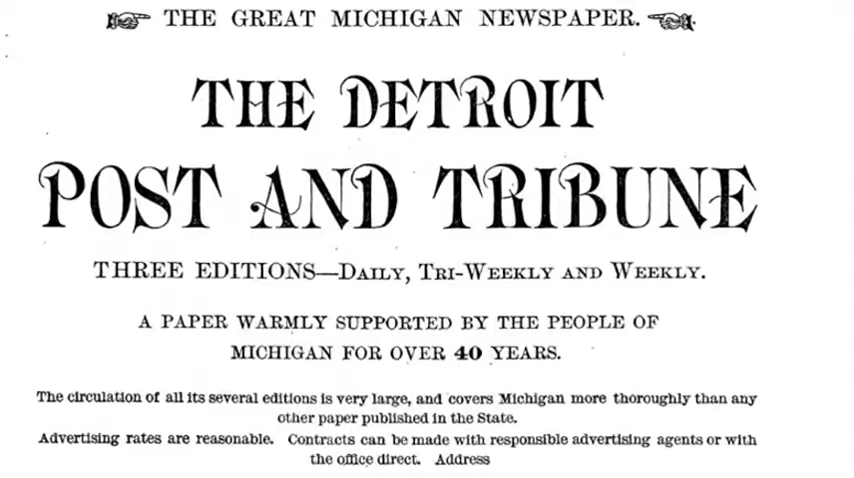 THE GREAT MICHIGAN NEWSPAPER.
THE DETROIT
POST AND TRIBUNE
THREE EDITIONS—DAILY, TRI-WEEKLY AND WEEKLY.
A PAPER WARMLY SUPPORTED BY THE PEOPLE OF
MICHIGAN FOR OVER 40 YEARS.
The circulation of all its several editions is very large, and covers Michigan more thoroughly than any
other paper published in the State.
Advertising rates are reasonable. Contracts can be made with responsible advertising agents or with
the office direct. Address